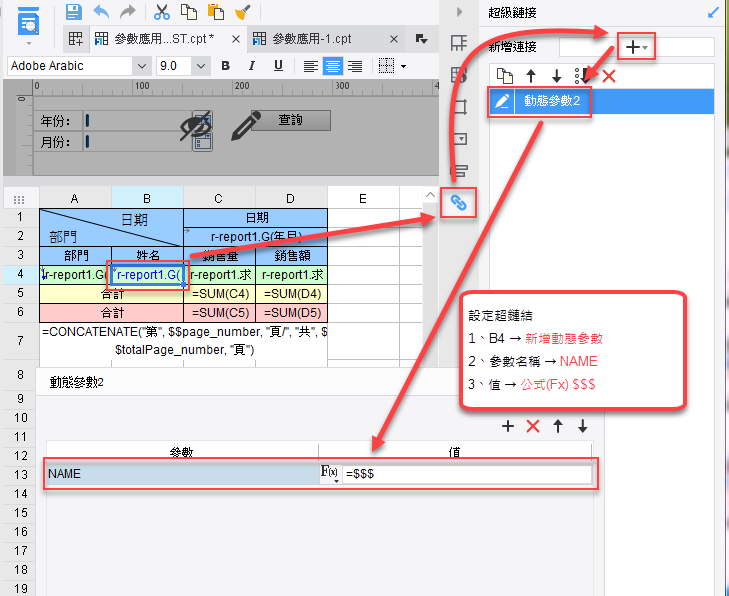 超級鏈接
參數應用...ST.cpt *
參數應用-1.cpt
新增連接
Adobe Arabic
9.0
B I U
動態參數2
0 100 200 300 4
0
年份：
查詢
月份：
A B C D E
1 日期 日期
2 部門 r-report1.G(年月)
3 部門 姓名 銷售量 銷售額
4 r-report1.G( r-report1.G( r-report1.求 r-report1.求
5 合計 =SUM(C4) =SUM(D4)
6 合計 =SUM(C5) =SUM(D5)
7 =CONCATENATE("第", $$page_number, "頁/", "共", $
$totalPage_number, "頁")
設定超鏈結
1、B4 → 新增動態參數
2、參數名稱 → NAME
3、值 → 公式(Fx) $$$
8
動態參數2
9
10
11
12 參數 值
13 NAME F(x) =$$$
14
15
16
17
18
19